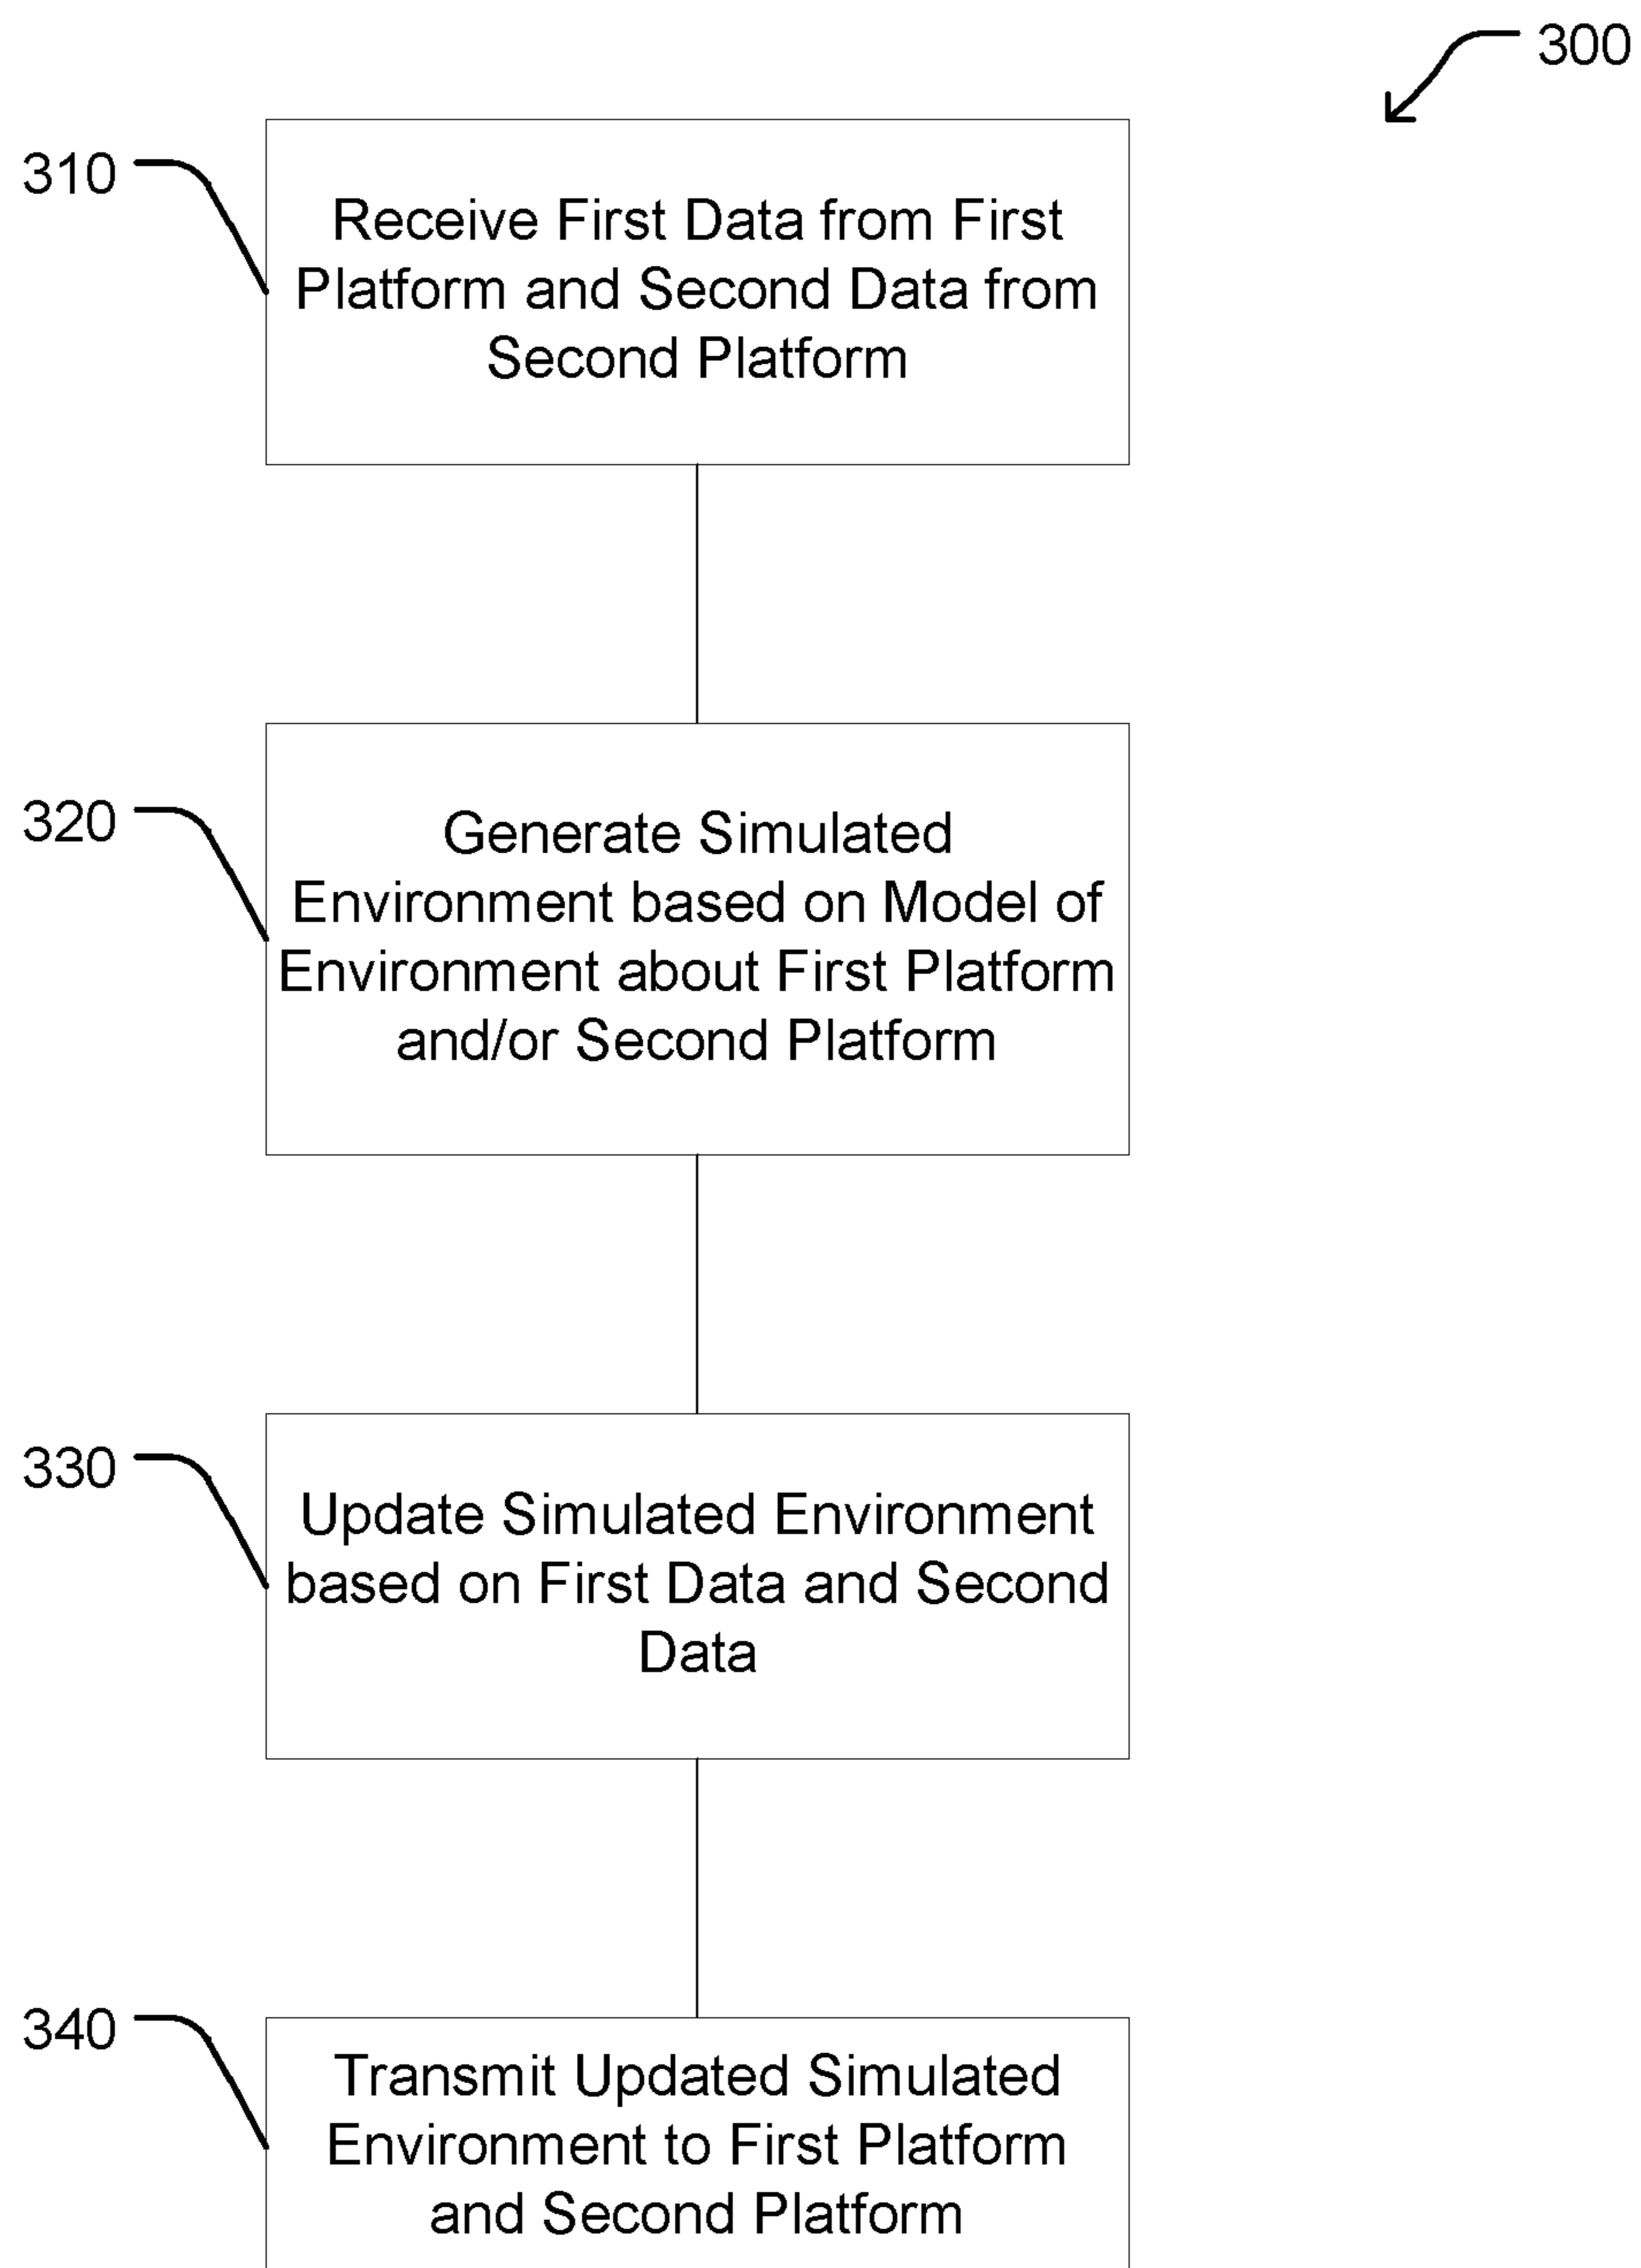 300
310
Receive First Data from First
Platform and Second Data from
Second Platform
320
Generate Simulated
Environment based on Model of
Environment about First Platform
and/or Second Platform
330
Update Simulated Environment
based on First Data and Second
Data
340
Transmit Updated Simulated
Environment to First Platform
and Second Platform